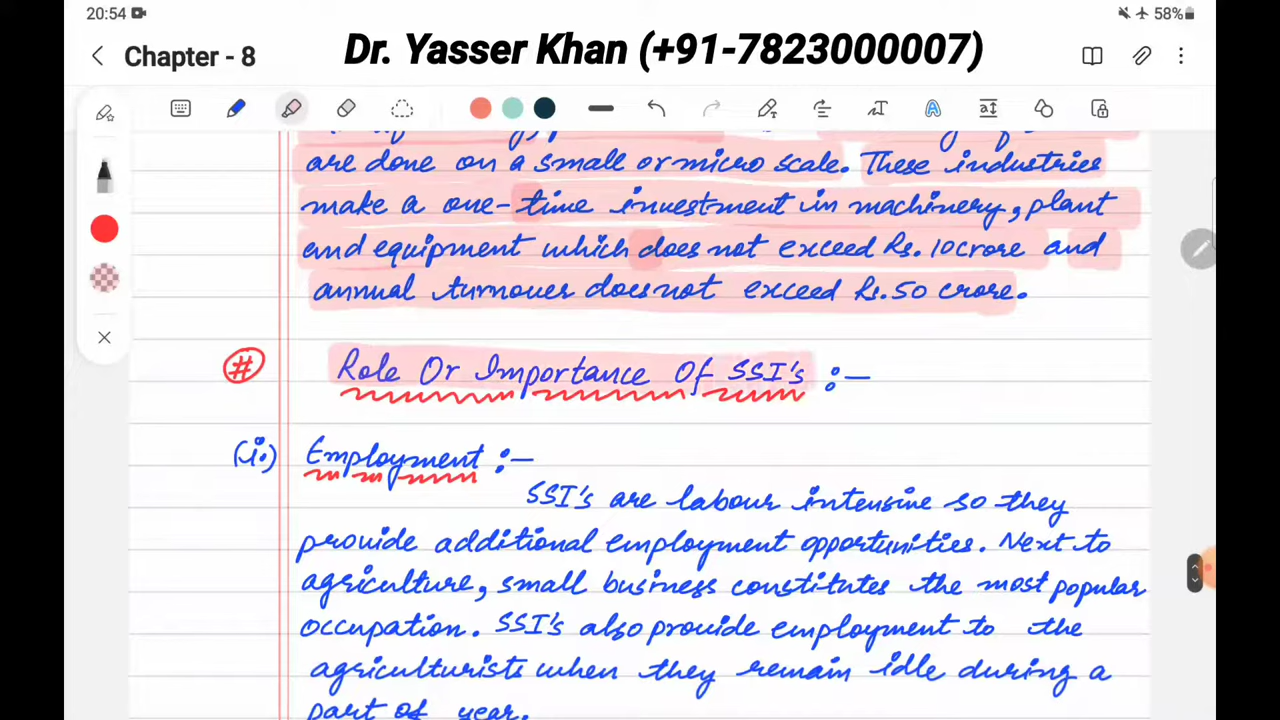 20:54 58%
Chapter - 8 Dr. Yasser Khan (+91-7823000007)
are done on a small or micro scale. These industries
make a one-time investment in machinery, plant
and equipment which does not exceed Rs. 10 crore and
annual turnover does not exceed Rs. 50 crore.
# Role Or Importance Of SSI's :-
(i.) Employment :-
SSI's are labour intensive so they
provide additional employment opportunities. Next to
agriculture, small business constitutes the most popular
occupation. SSI's also provide employment to the
agriculturists when they remain idle during a
part of year.